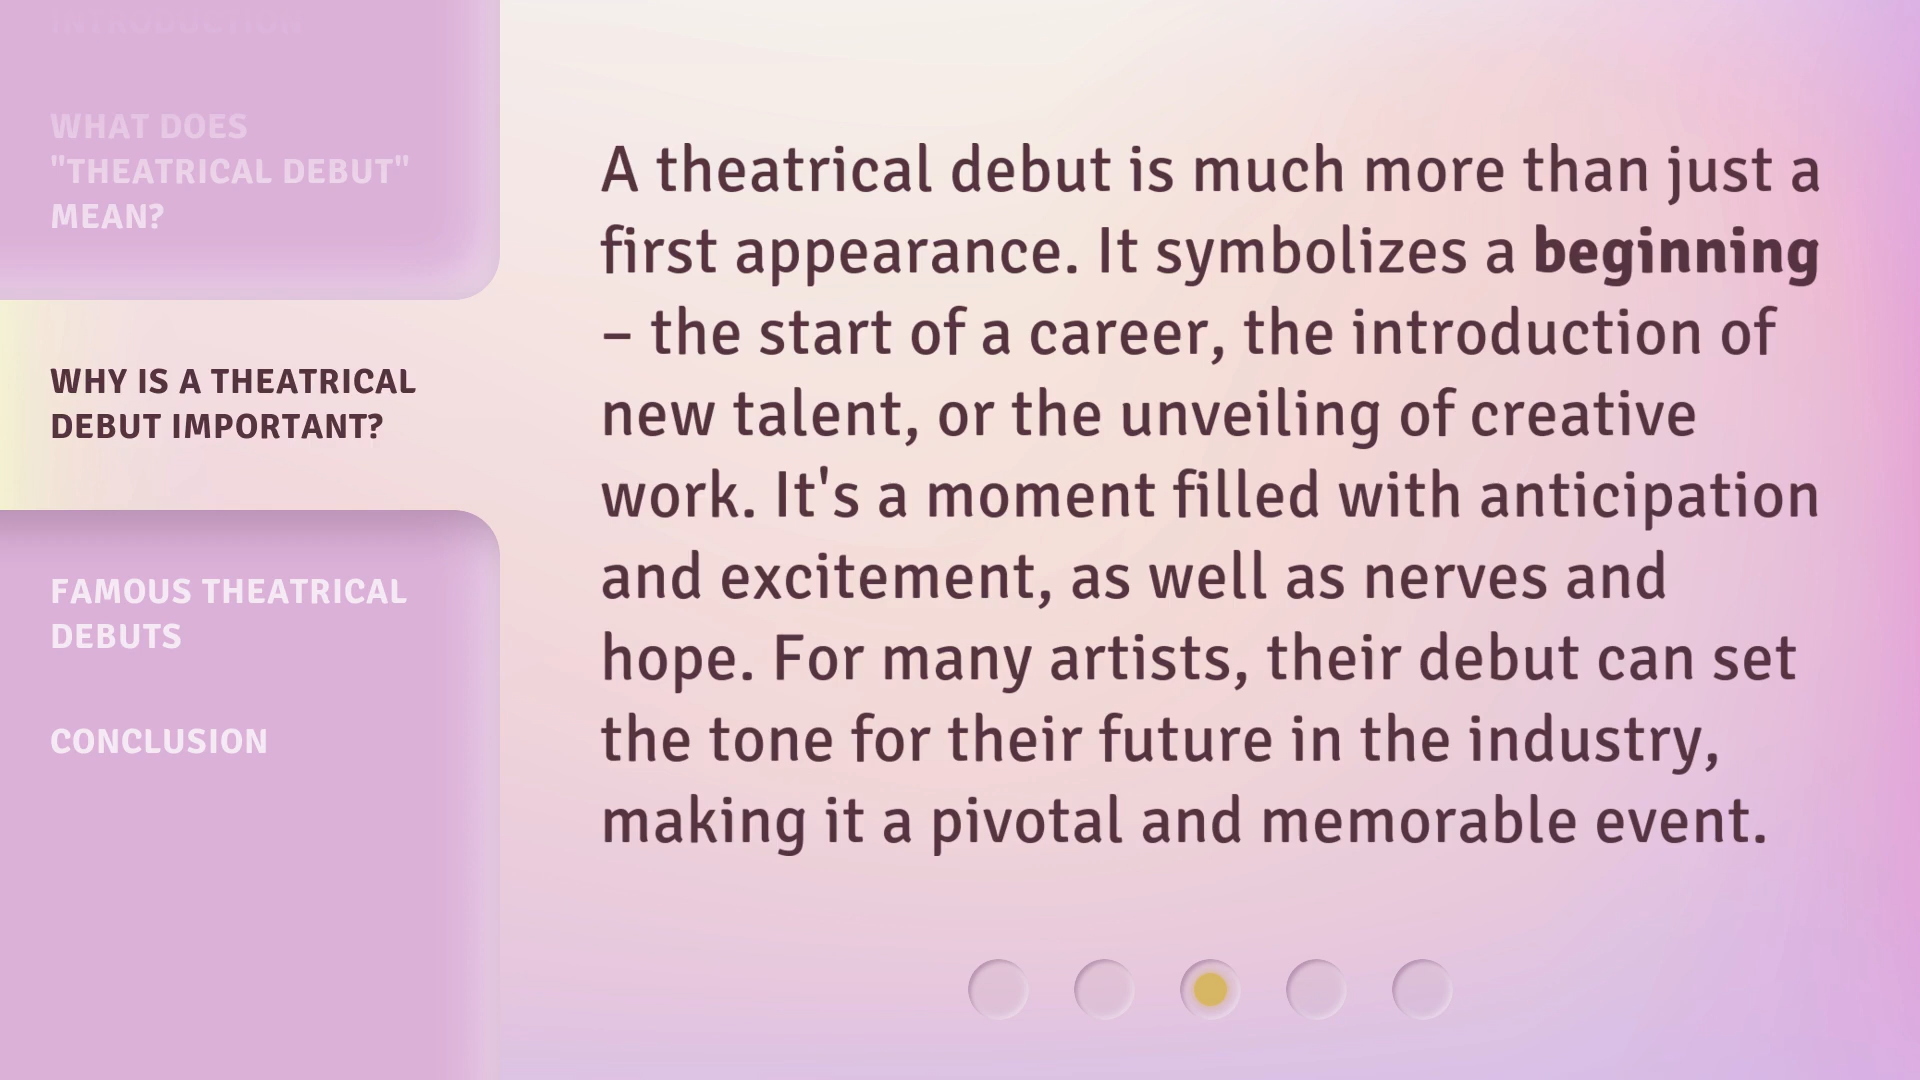 INTRODUCTION
WHAT DOES
"THEATRICAL DEBUT"
MEAN?
WHY IS A THEATRICAL
DEBUT IMPORTANT?
FAMOUS THEATRICAL
DEBUTS
CONCLUSION
A theatrical debut is much more than just a
first appearance. It symbolizes a beginning
– the start of a career, the introduction of
new talent, or the unveiling of creative
work. It's a moment filled with anticipation
and excitement, as well as nerves and
hope. For many artists, their debut can set
the tone for their future in the industry,
making it a pivotal and memorable event.